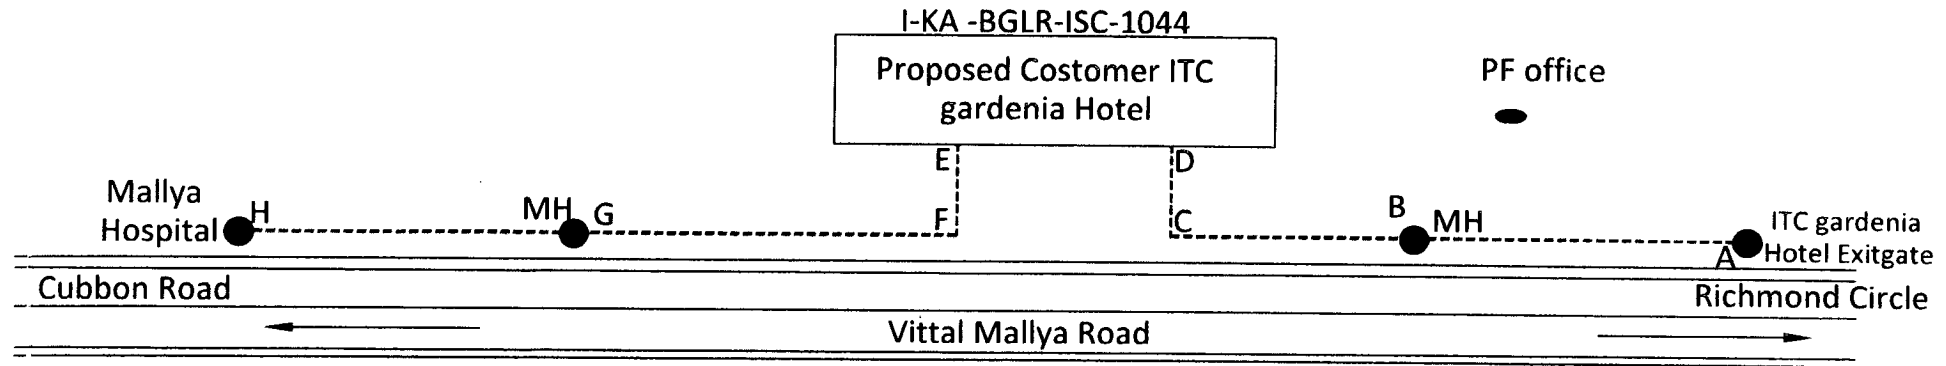 I-KA -BGLR-ISC-1044
Proposed Costomer ITC
gardenia Hotel
PF office
E
D
Mallya
Hospital
H
MH
G
F
C
B
MH
A
ITC gardenia
Hotel Exitgate
Cubbon Road
Richmond Circle
Vittal Mallya Road